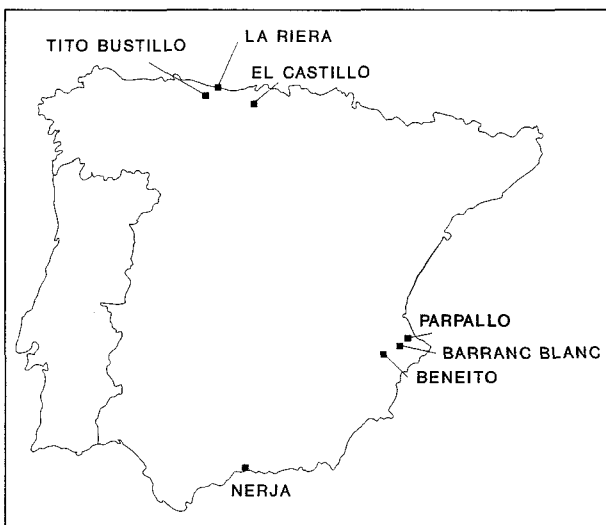 LA RIERA
TITO BUSTILLO
EL CASTILLO
PARPALLO
BARRANC BLANC
BENEITO
NERJA